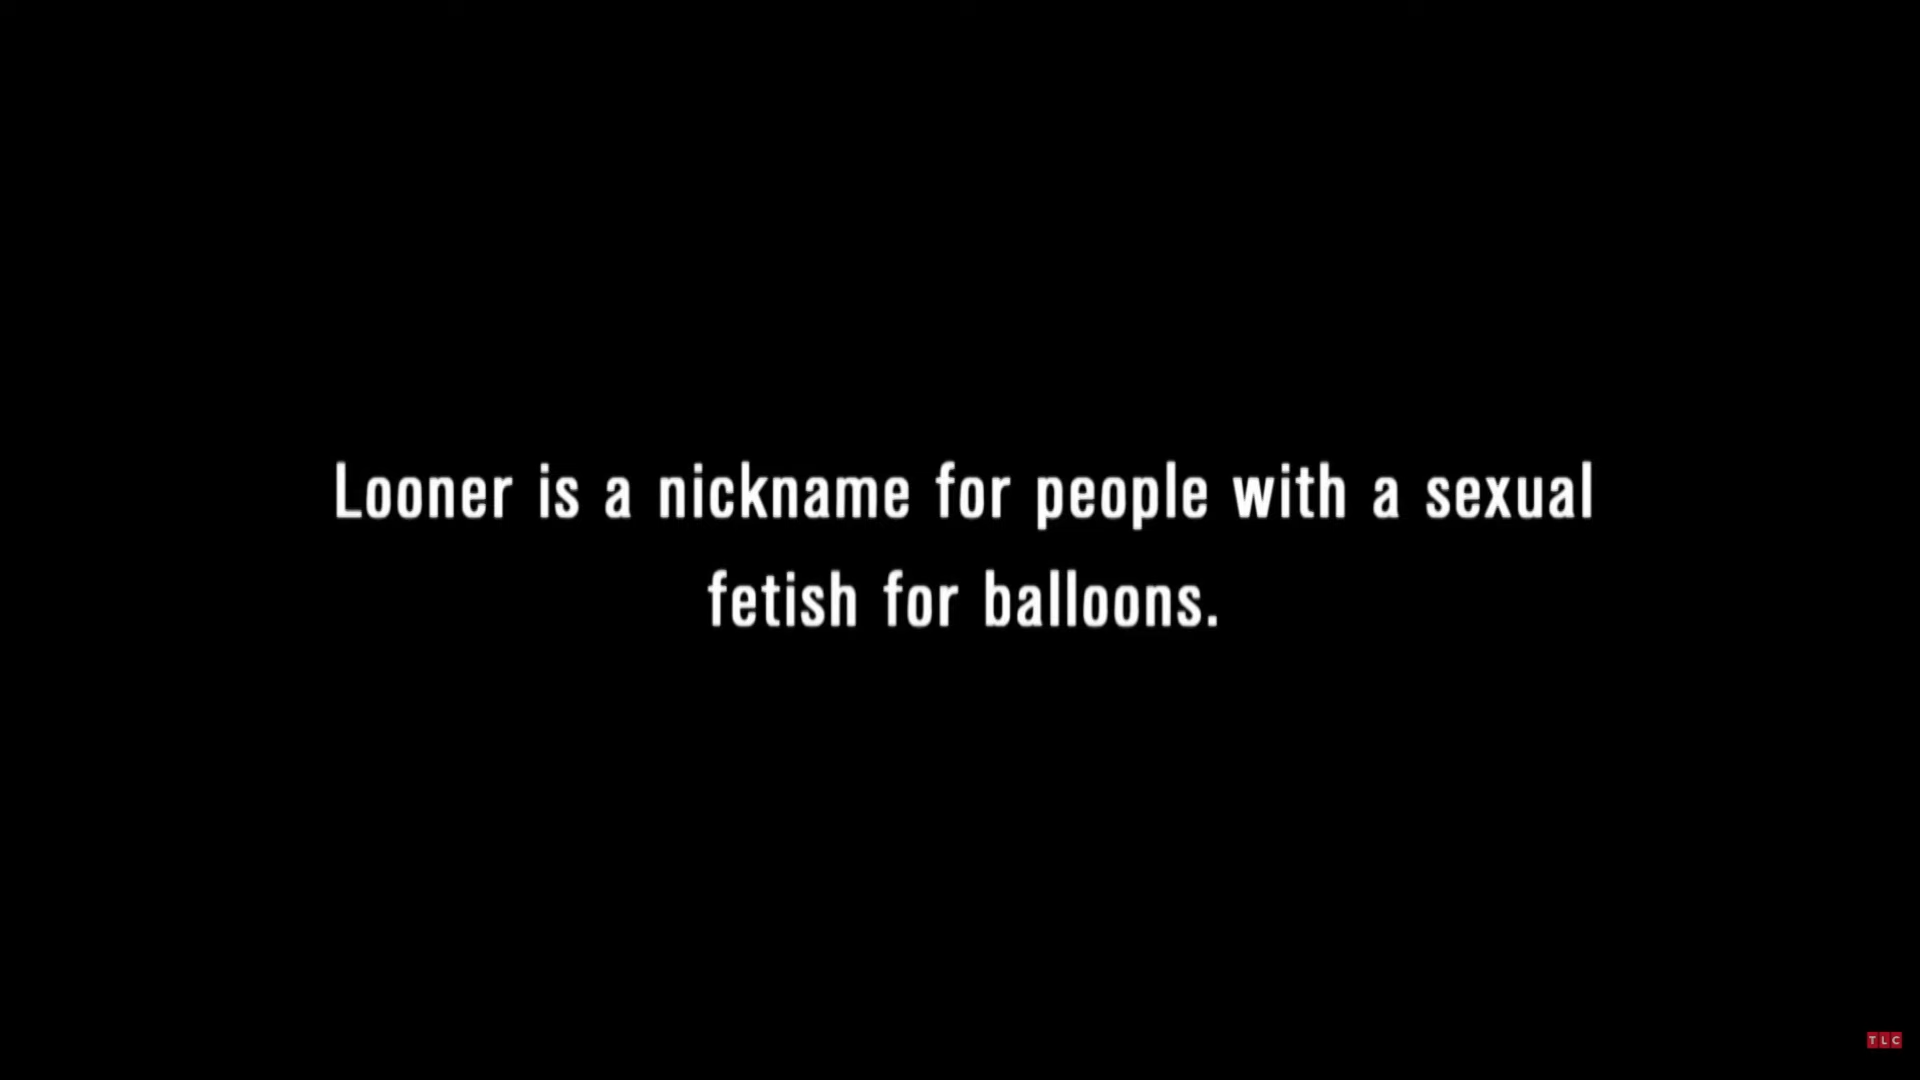 Looner is a nickname for people with a sexual
fetish for balloons.
TLC